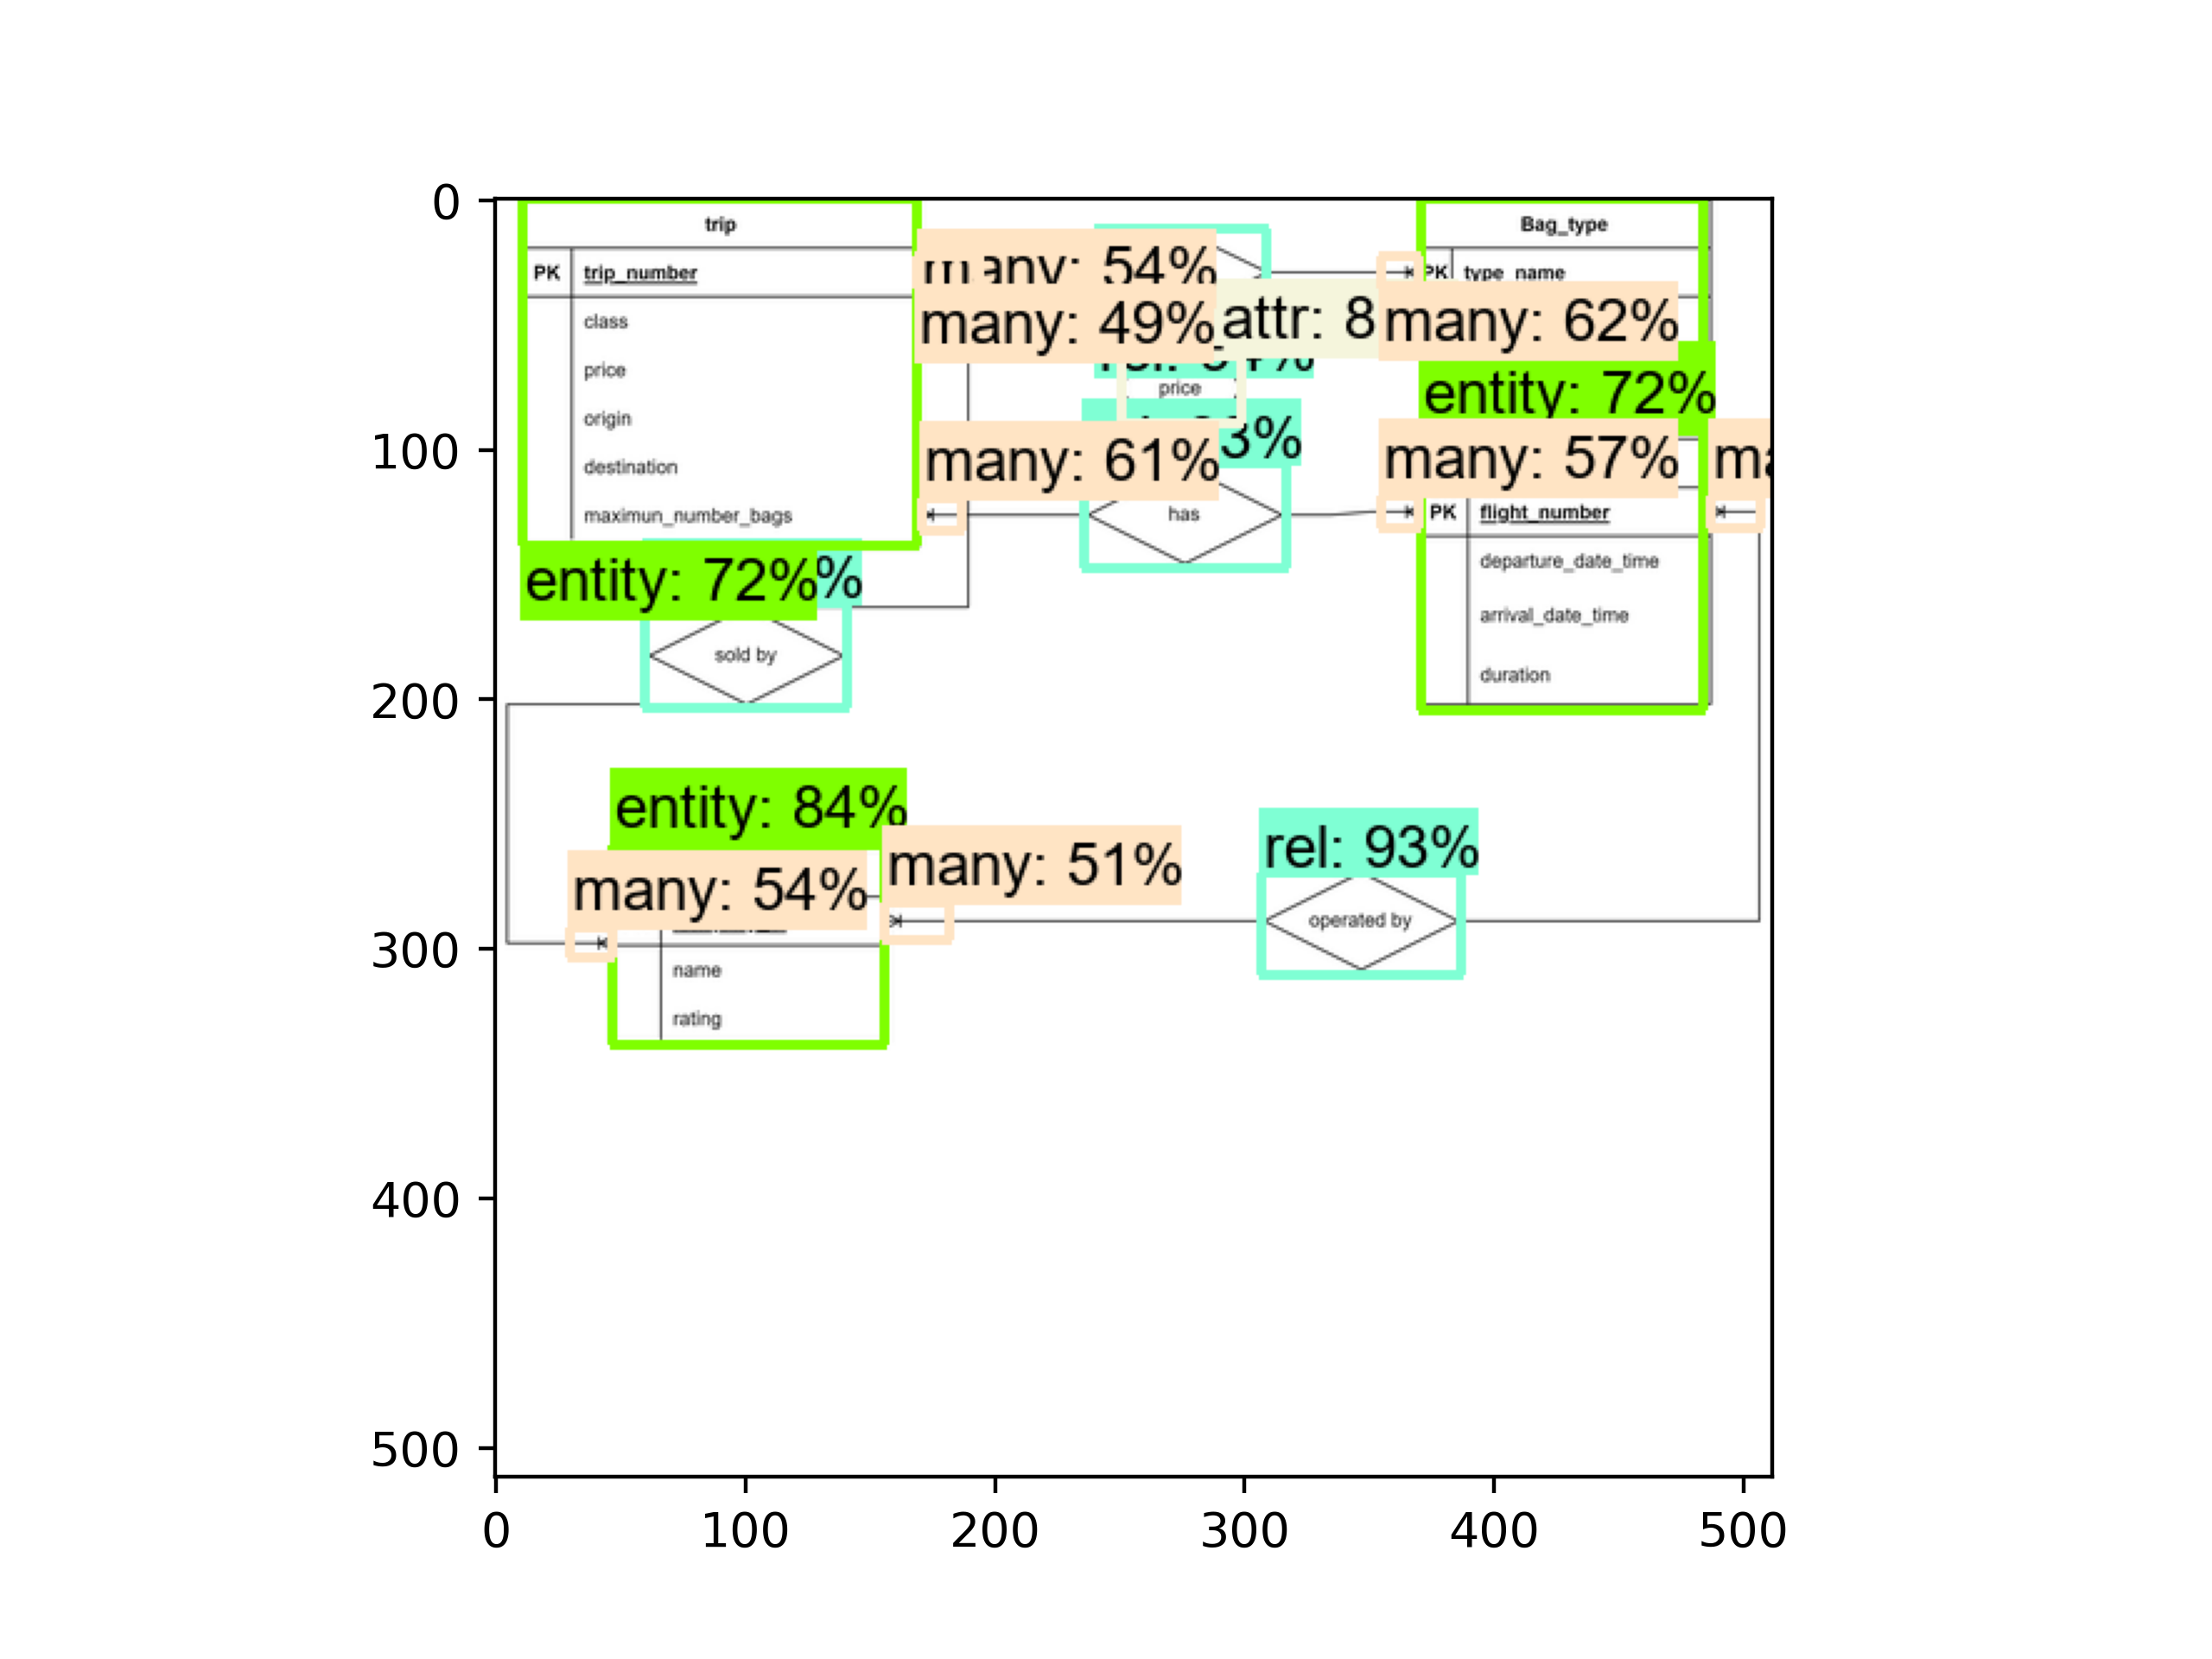 0
100
200
300
400
500
0 100 200 300 400 500
trip
PK trip_number
class
price
origin
destination
maximun_number_bags
Bag_type
PK type_name
many: 54%
many: 49%
attr: 8
many: 62%
price
entity: 72%
3%
many: 61%
many: 57%
has
PK flight_number
departure_date_time
arrival_date_time
duration
entity: 72%
%
sold by
entity: 84%
many: 54%
many: 51%
rel: 93%
operated by
name
rating